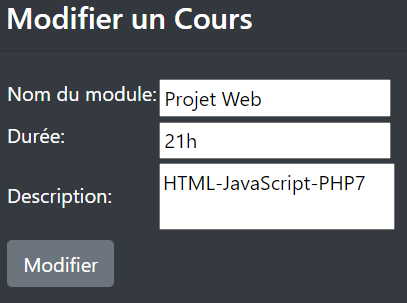 Modifier un Cours
Nom du module: Projet Web
Durée: 21h
Description: HTML-JavaScript-PHP7
Modifier